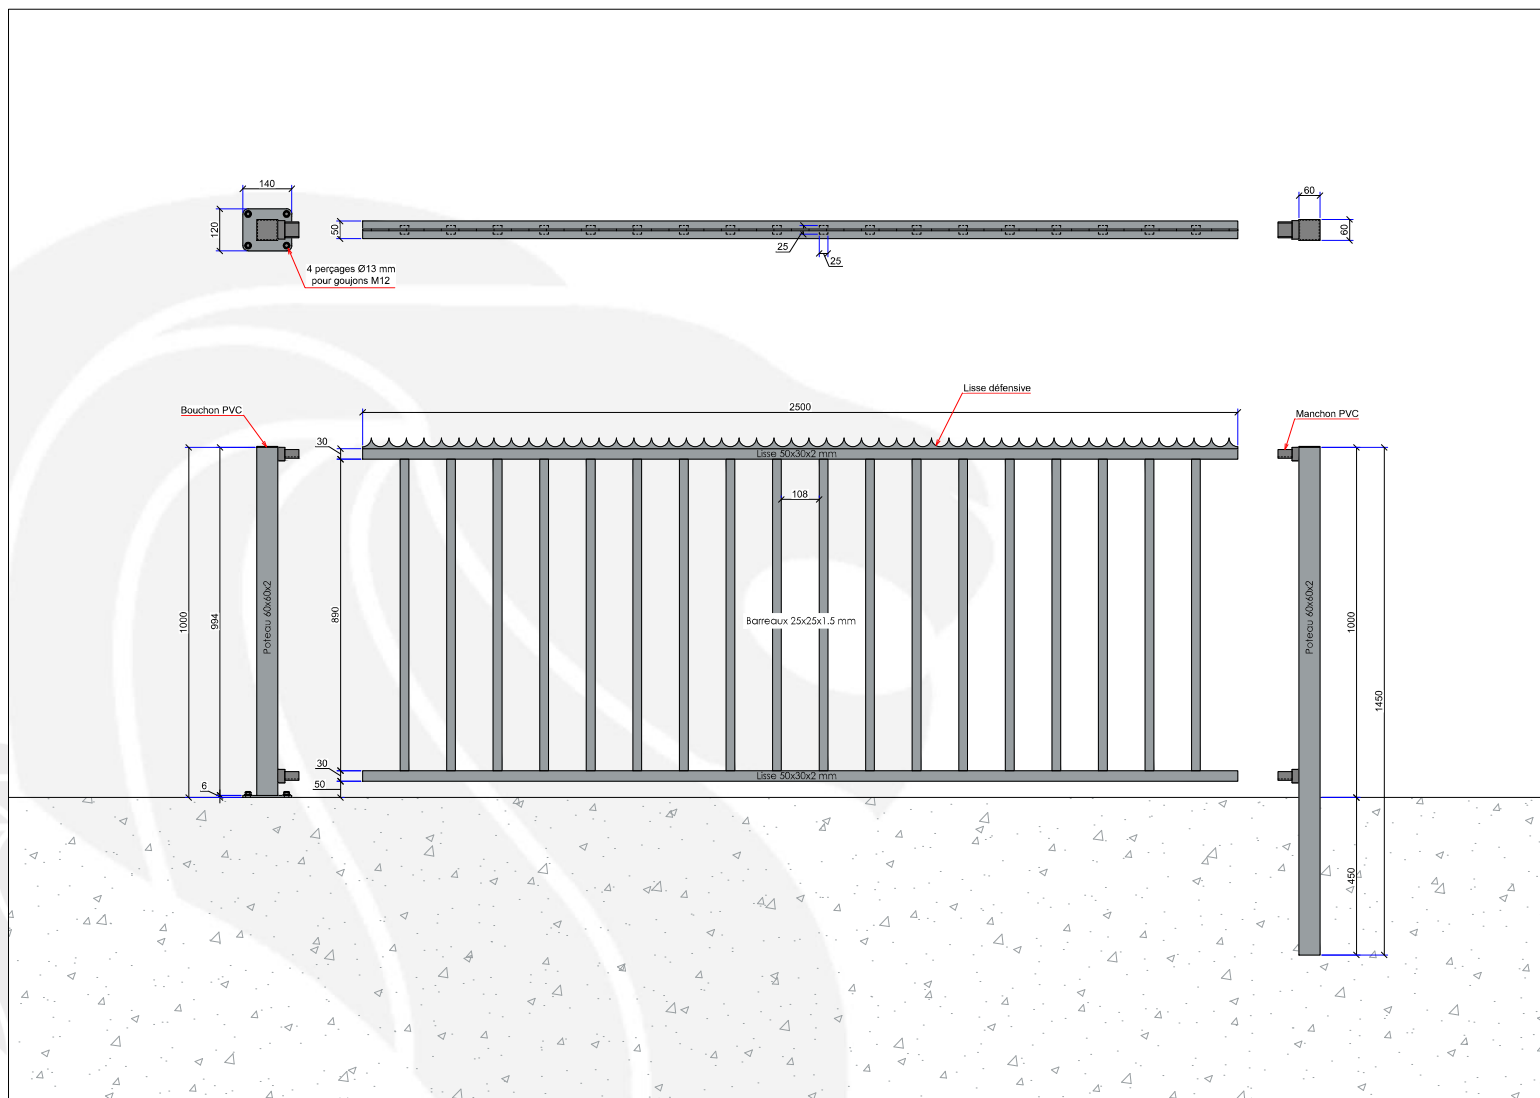 140
60
120
50
60
25
25
4 perçages Ø13 mm
pour goujons M12
Lisse défensive
2500
Bouchon PVC
Manchon PVC
30
Lisse 50x30x2 mm
108
1000
994
Poteau 60x60x2
890
Barreaux 25x25x1.5 mm
Poteau 60x60x2
1000
1450
30
Lisse 50x30x2 mm
6
50
450